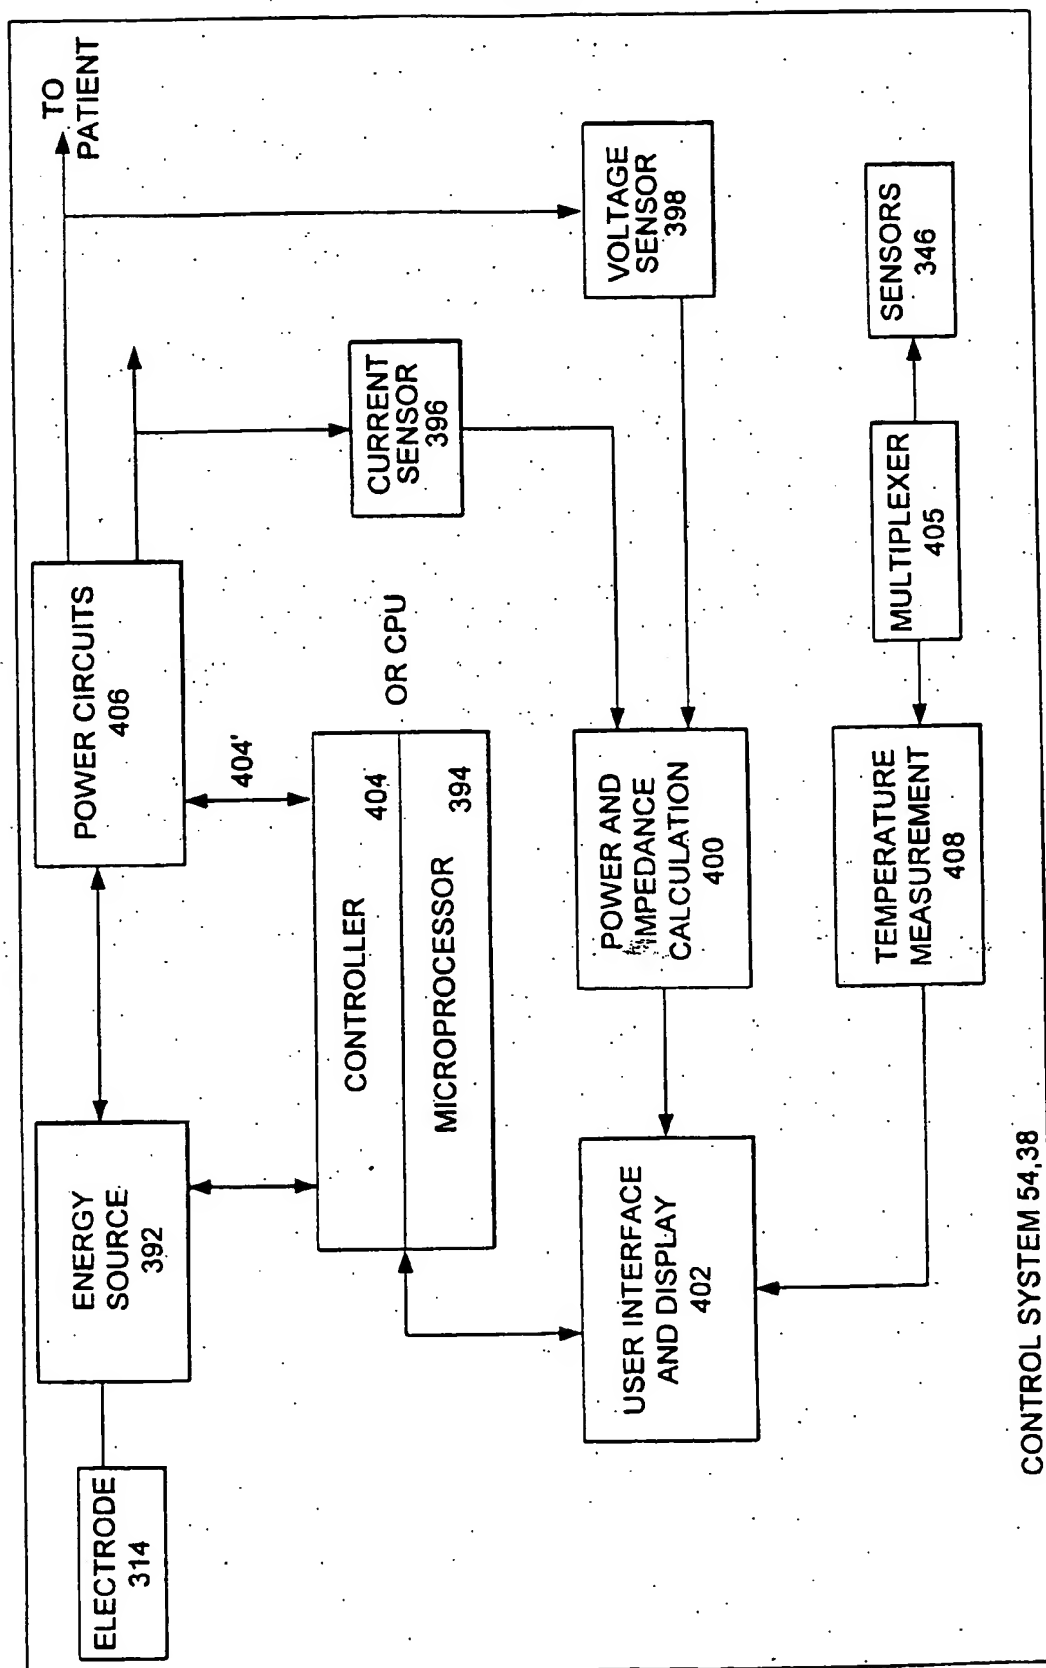 ELECTRODE
314
ENERGY
SOURCE
392
POWER CIRCUITS
406
TO
PATIENT
404'
CONTROLLER
404
MICROPROCESSOR
394
OR CPU
CURRENT
SENSOR
396
VOLTAGE
SENSOR
398
USER INTERFACE
AND DISPLAY
402
POWER AND
IMPEDANCE
CALCULATION
400
TEMPERATURE
MEASUREMENT
408
MULTIPLEXER
405
SENSORS
346
CONTROL SYSTEM 54,38